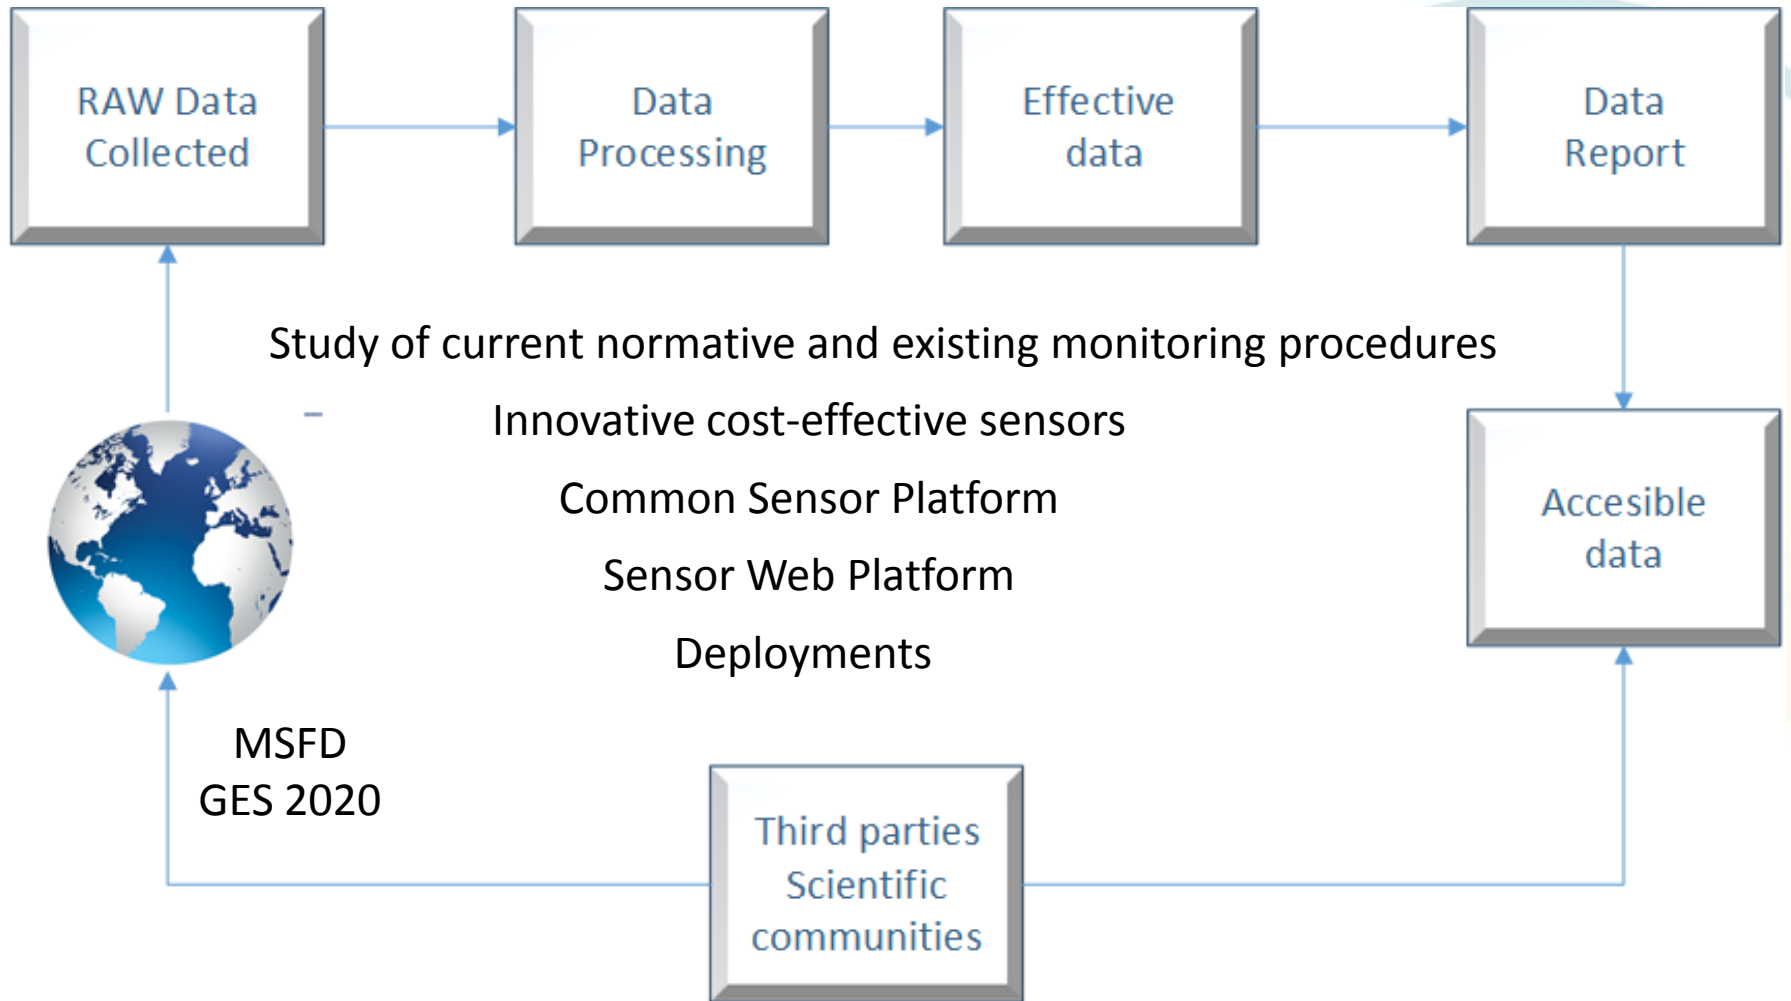 RAW Data
Collected
Data
Processing
Effective
data
Data
Report
Study of current normative and existing monitoring procedures
Innovative cost-effective sensors
Common Sensor Platform
Sensor Web Platform
Deployments
Accesible
data
MSFD
GES 2020
Third parties
Scientific
communities